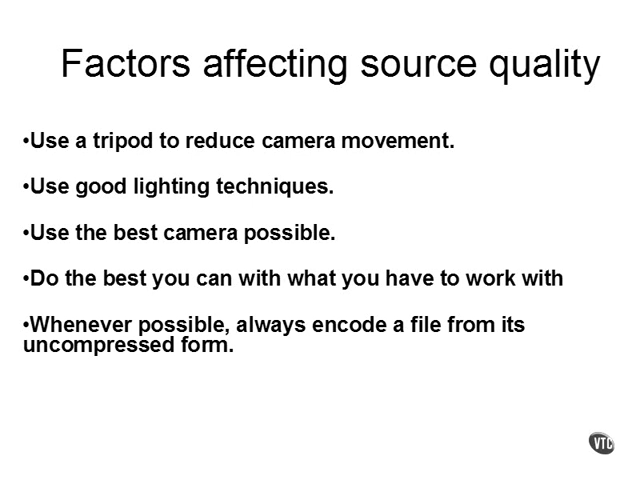 Factors affecting source quality
•Use a tripod to reduce camera movement.
•Use good lighting techniques.
•Use the best camera possible.
•Do the best you can with what you have to work with
•Whenever possible, always encode a file from its
uncompressed form.
VTC